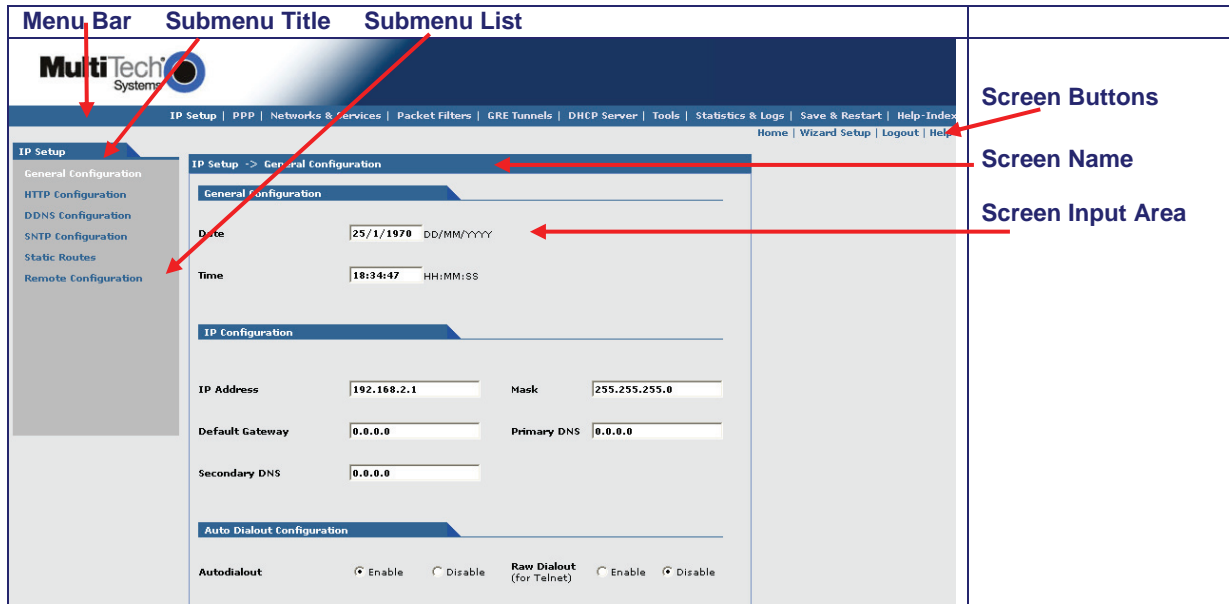 Menu Bar Submenu Title Submenu List
MultiTech
Systems
Screen Buttons
IP Setup | PPP | Networks & Services | Packet Filters | GRE Tunnels | DHCP Server | Tools | Statistics & Logs | Save & Restart | Help-Index
Home | Wizard Setup | Logout | Help
IP Setup
General Configuration
HTTP Configuration
DDNS Configuration
SNTP Configuration
Static Routes
Remote Configuration
IP Setup -> General Configuration
Screen Name
General Configuration
Screen Input Area
Date 25/1/1970 DD/MM/YYYY
Time 18:34:47 HH:MM:SS
IP Configuration
IP Address 192.168.2.1 Mask 255.255.255.0
Default Gateway 0.0.0.0 Primary DNS 0.0.0.0
Secondary DNS 0.0.0.0
Auto Dialout Configuration
Autodialout Enable Disable Raw Dialout Enable Disable
(for Telnet)